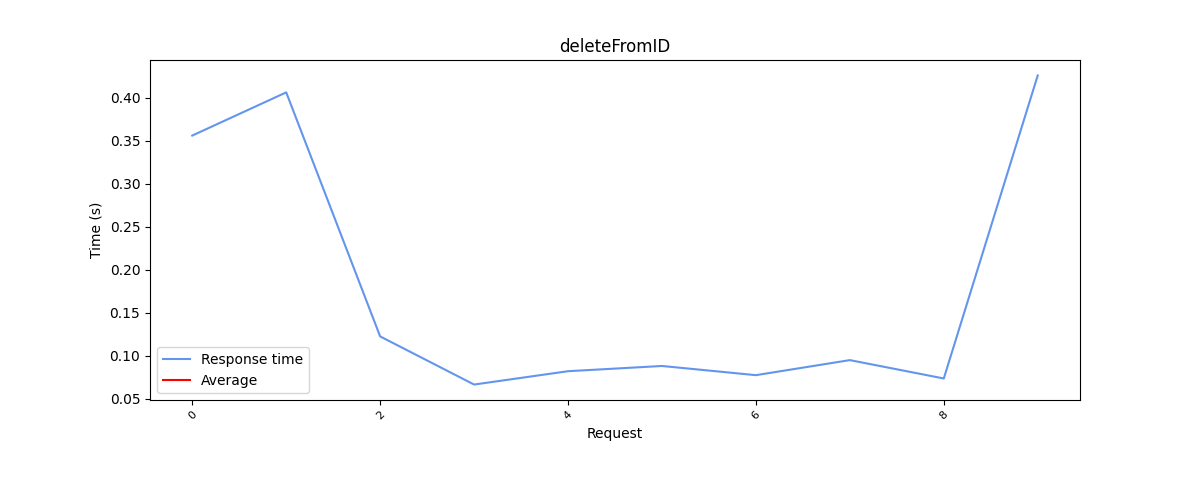 deleteFromID
0.40
0.35
0.30
0.25
0.20
0.15
0.10
0.05
Time (s)
Response time
Average
0 2 4 6 8
Request